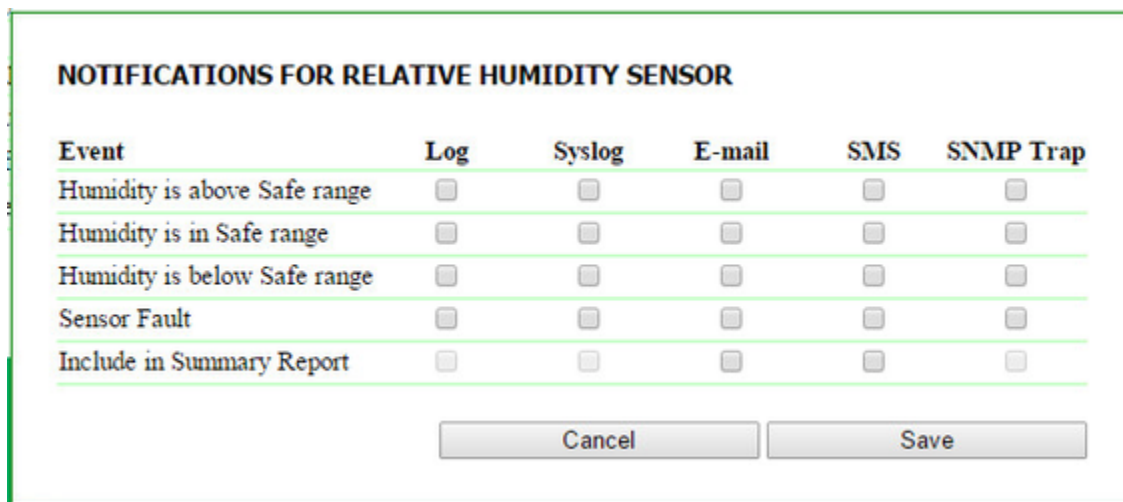 NOTIFICATIONS FOR RELATIVE HUMIDITY SENSOR
Event Log Syslog E-mail SMS SNMP Trap
Humidity is above Safe range
Humidity is in Safe range
Humidity is below Safe range
Sensor Fault
Include in Summary Report
Cancel Save